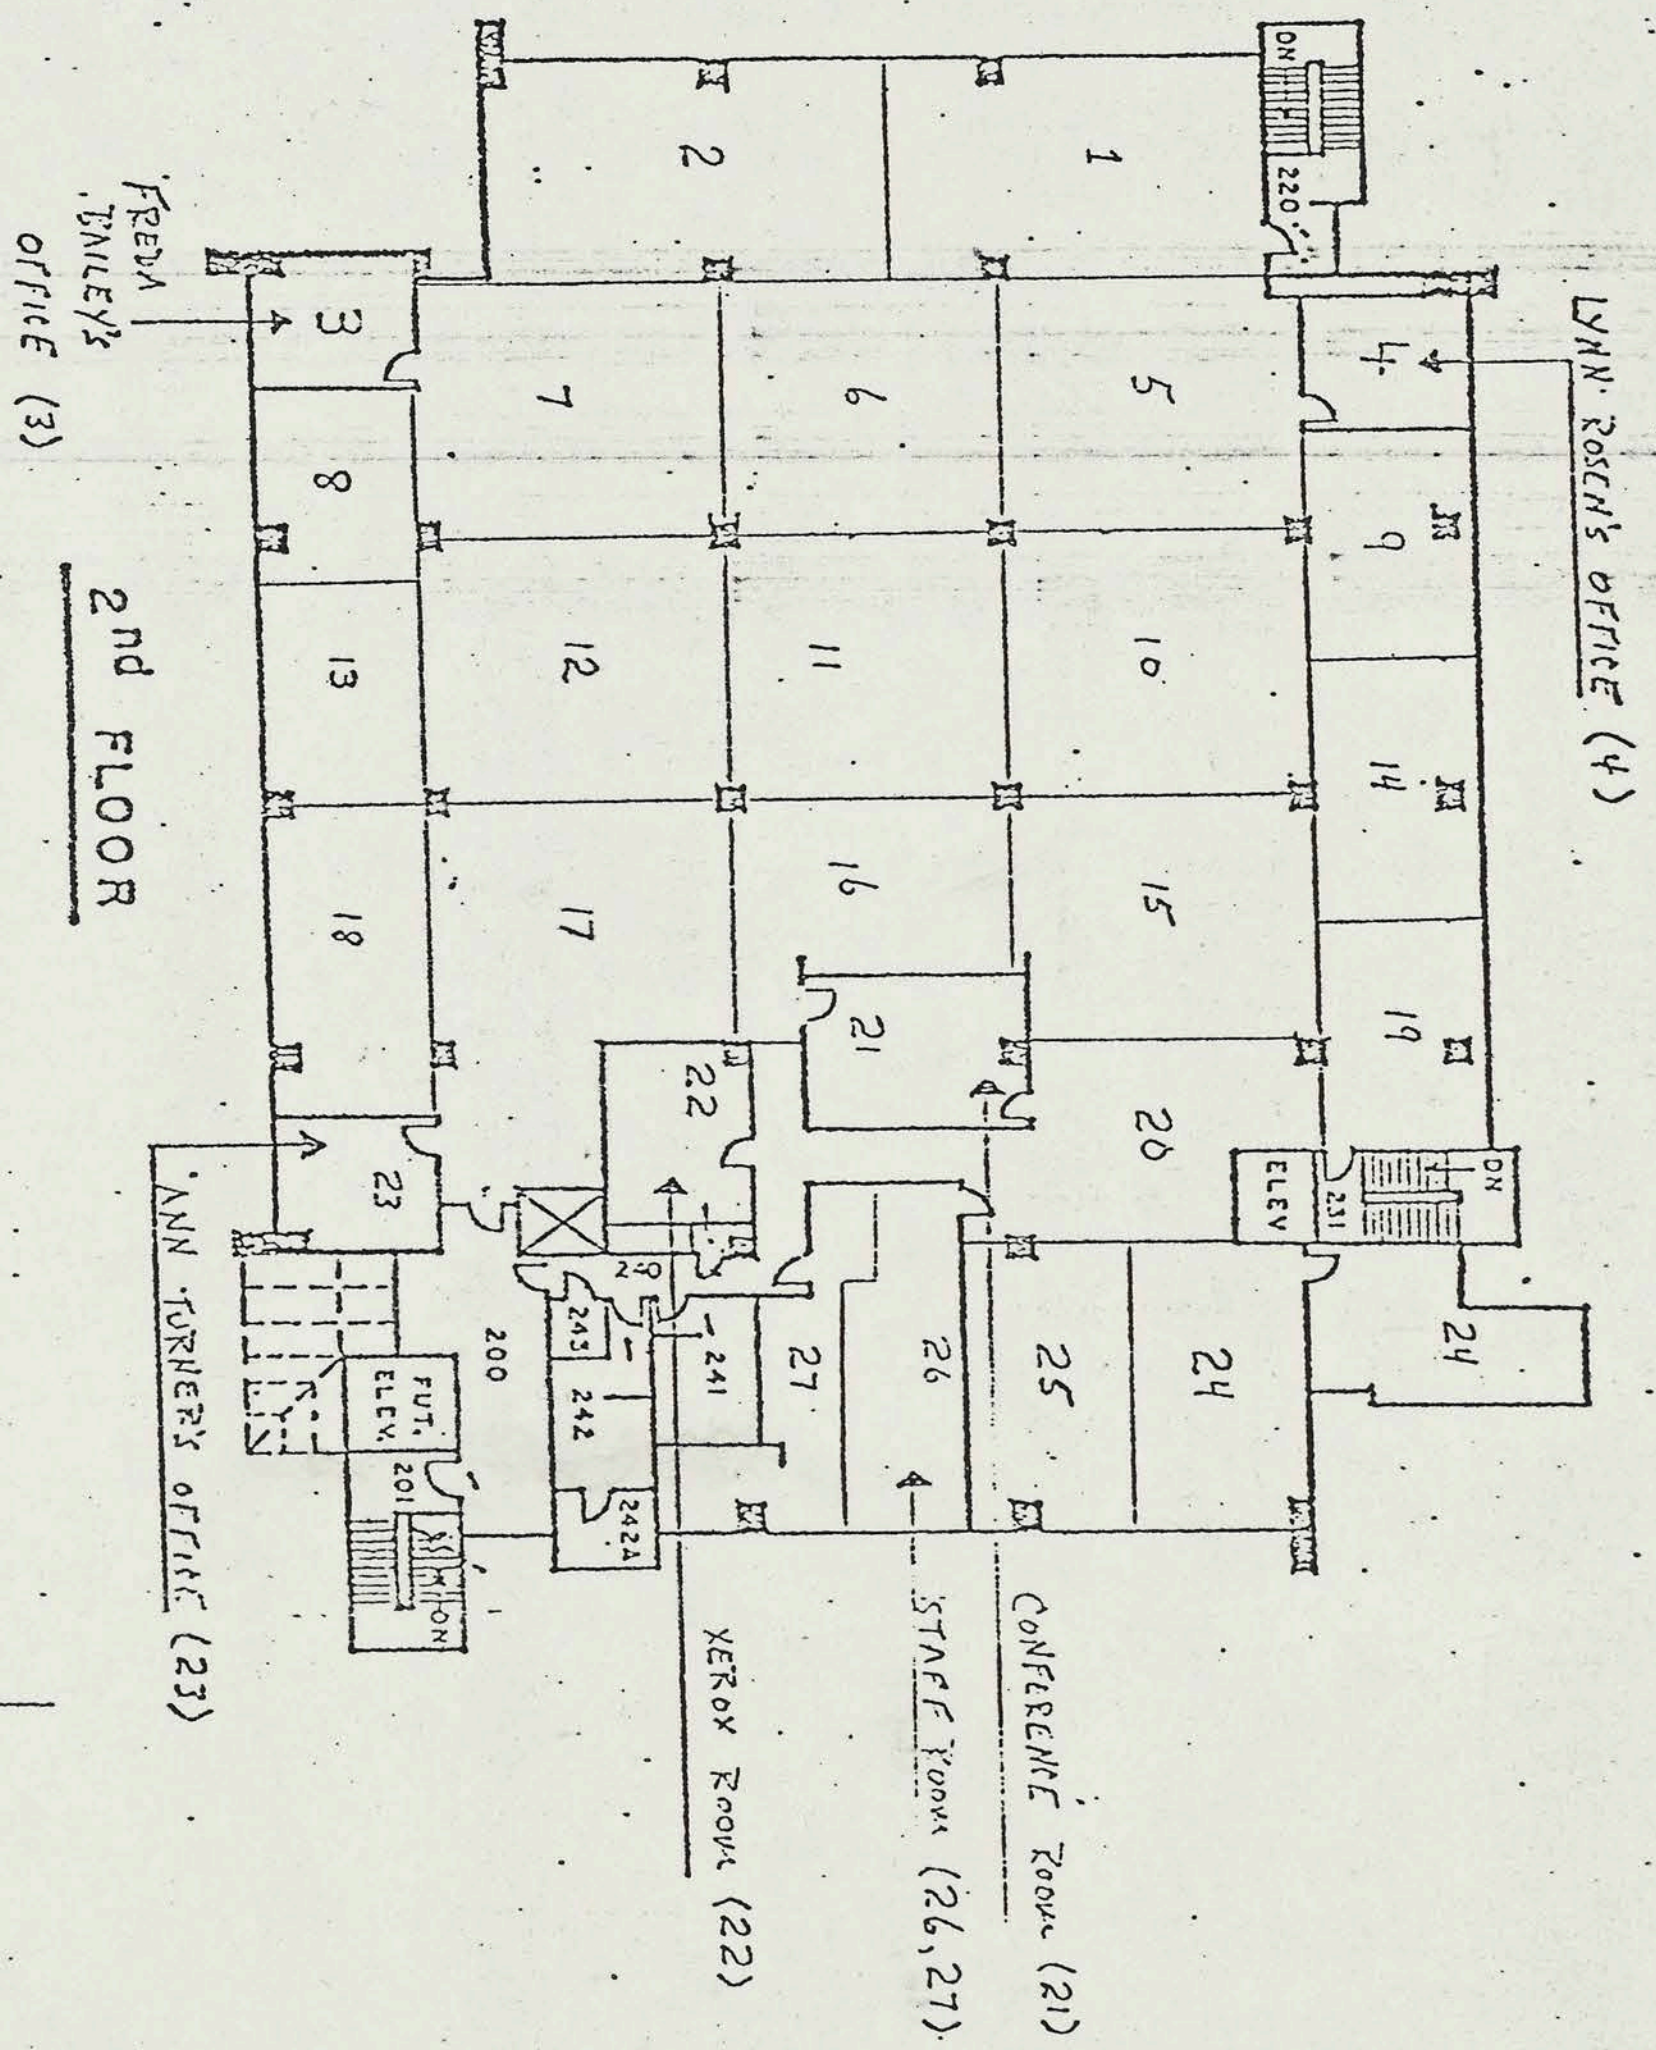 LYNN ROSEN'S OFFICE (4)
DN
220
4
9
14
19
DN
231
ELEV
24
1
5
10
15
20
24
25
2
6
11
16
21
26
27
7
12
17
22
241
243
242
242A
200
3
8
13
18
23
FUT.
ELEV.
201
DN
CONFERENCE ROOM (21)
STAFF ROOM (26,27)
XEROX ROOM (22)
FREDA
BAILEY'S
OFFICE (3)
ANN TURNER'S OFFICE (23)
2nd FLOOR